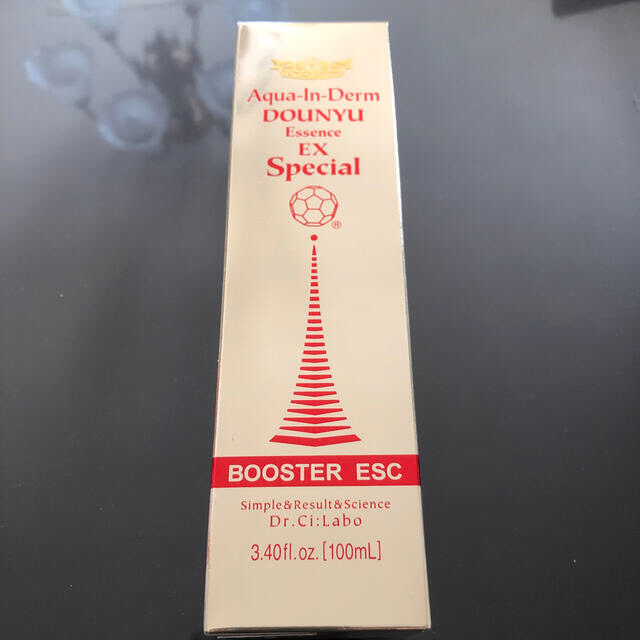 Aqua-In-Derm
DOUNYU
Essence
EX
Special
®
BOOSTER ESC
Simple&Result&Science
Dr.Ci:Labo
3.40fl.oz.[100mL]